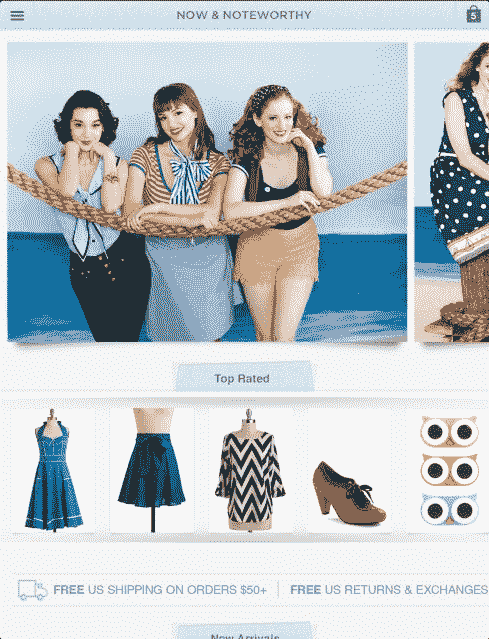 NOW & NOTEWORTHY
5
Top Rated
FREE US SHIPPING ON ORDERS $50+
FREE US RETURNS & EXCHANGES
New Arrivals